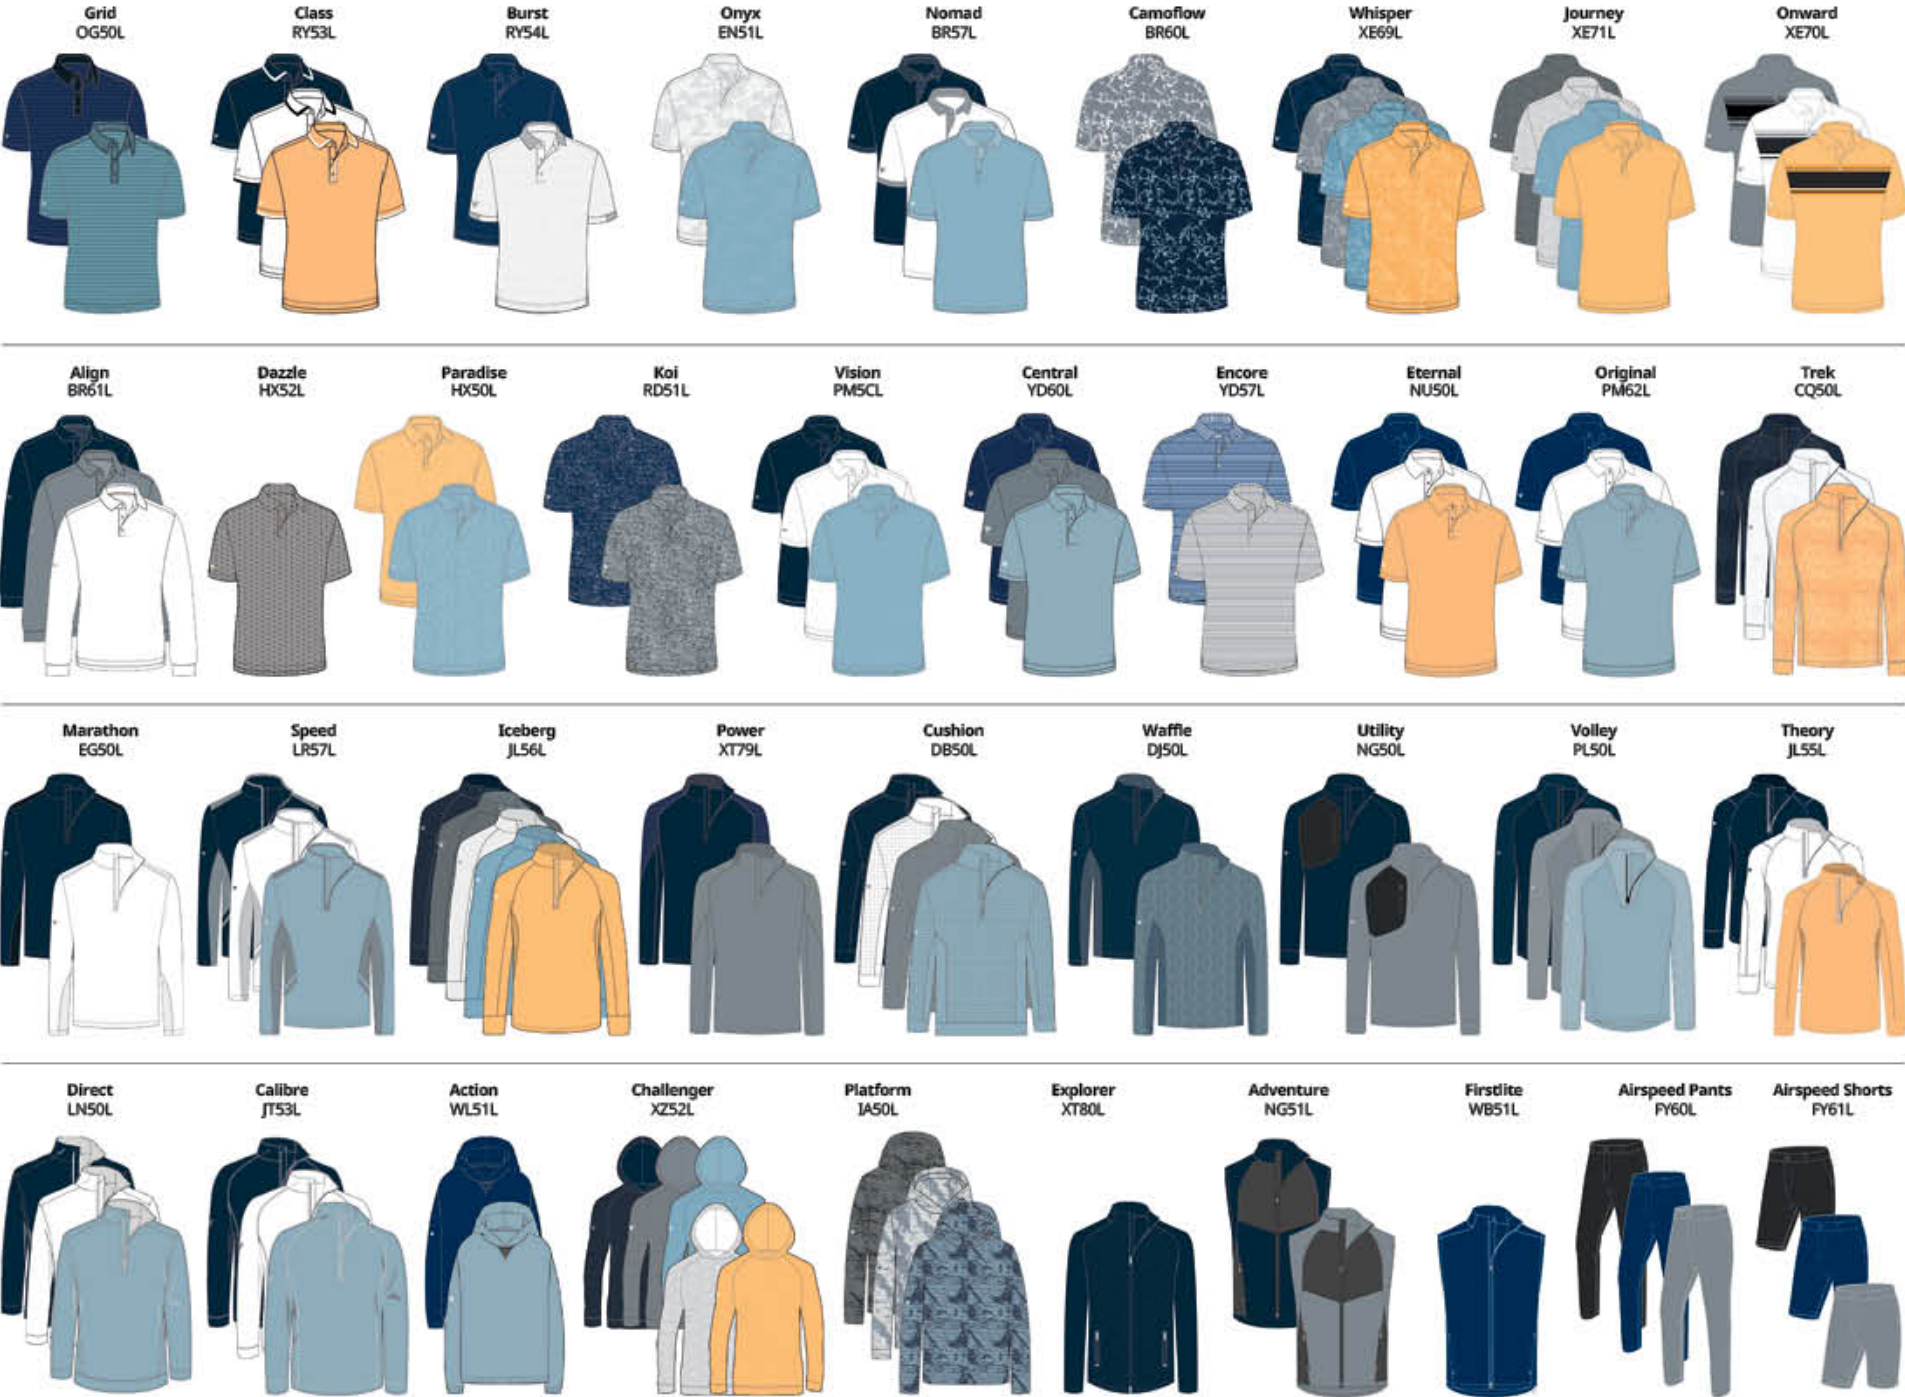 Grid
OG50L
Class
RY53L
Burst
RY54L
Onyx
EN51L
Nomad
BR57L
Camoflow
BR60L
Whisper
XE69L
Journey
XE71L
Onward
XE70L
Align
BR61L
Dazzle
HX52L
Paradise
HX50L
Koi
RD51L
Vision
PM5CL
Central
YD60L
Encore
YD57L
Eternal
NU50L
Original
PM62L
Trek
CQ50L
Marathon
EG50L
Speed
LR57L
Iceberg
JL56L
Power
XT79L
Cushion
DB50L
Waffle
DJ50L
Utility
NG50L
Volley
PL50L
Theory
JL55L
Direct
LN50L
Calibre
JT53L
Action
WL51L
Challenger
XZ52L
Platform
IA50L
Explorer
XT80L
Adventure
NG51L
Firstlite
WB51L
Airspeed Pants
FY60L
Airspeed Shorts
FY61L